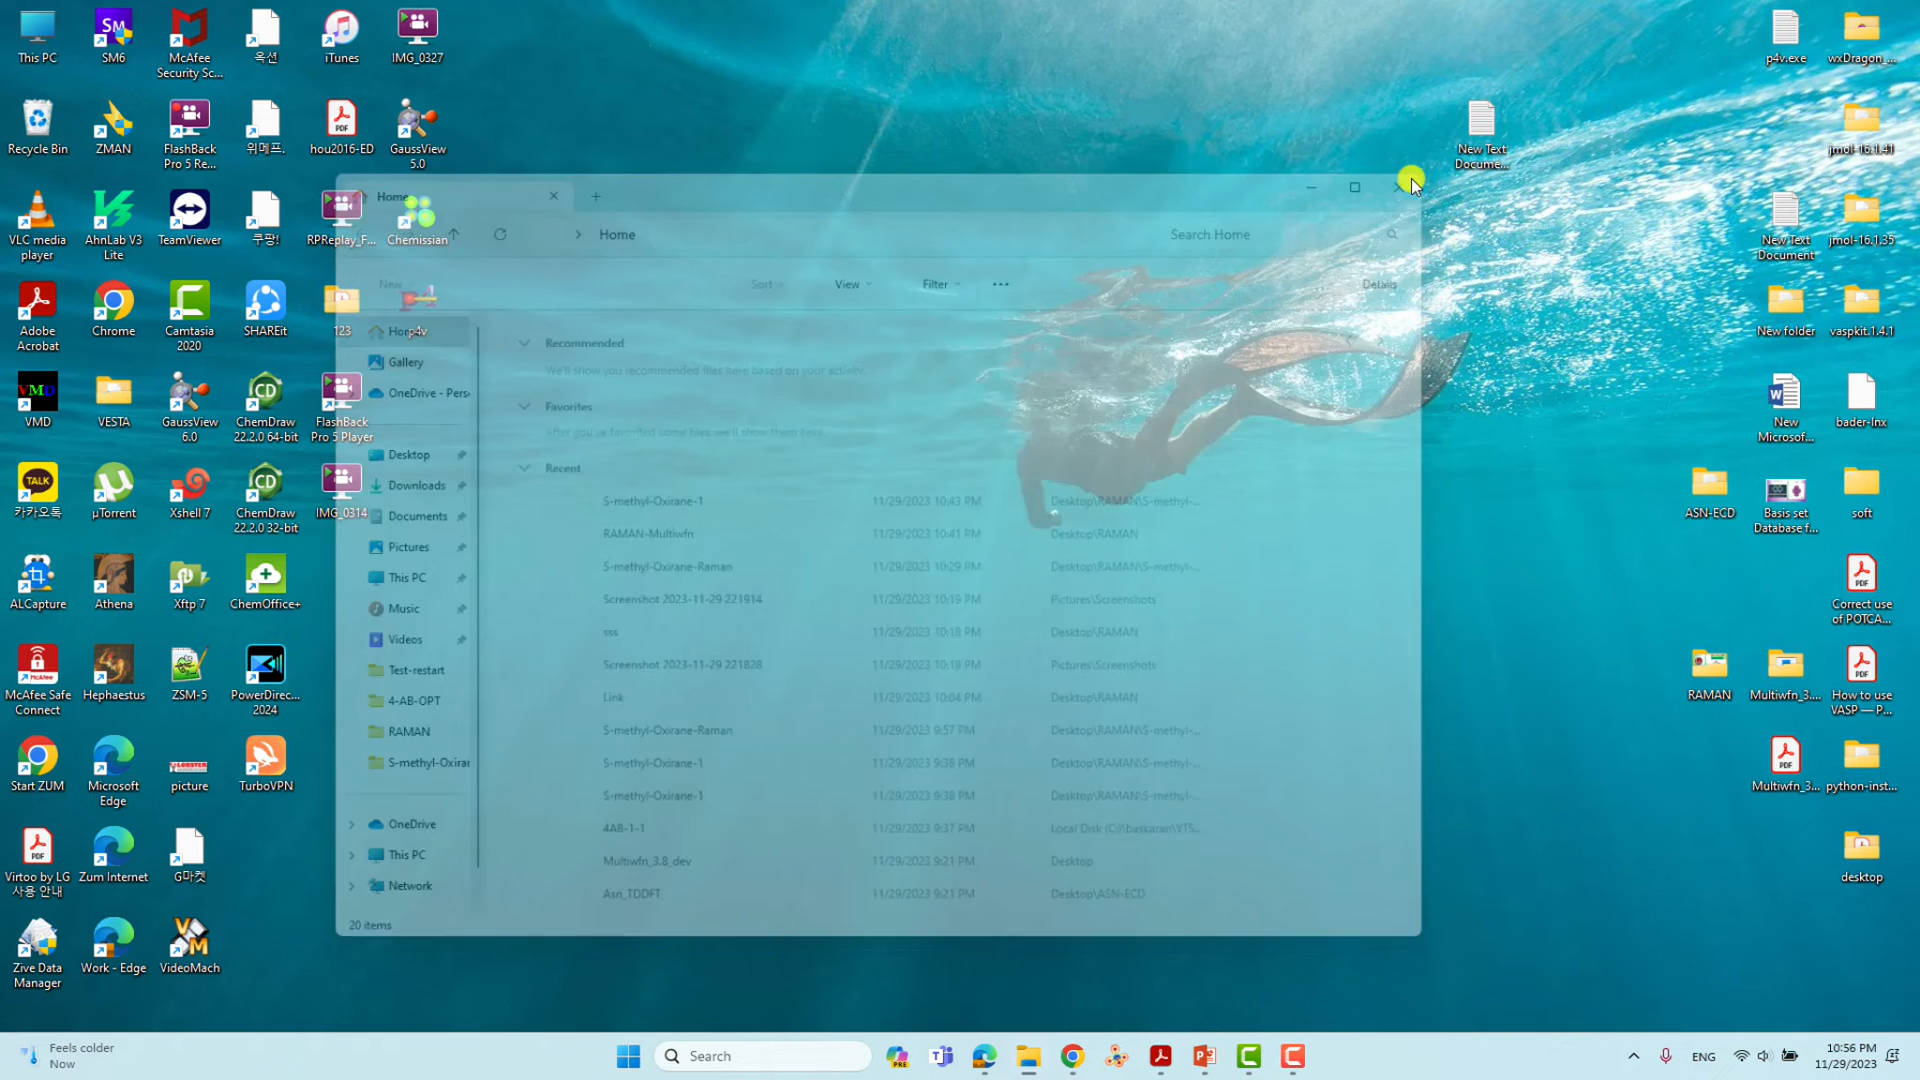 This PC
SM
SM6
McAfee
Security Sc...
옥션
iTunes
IMG_0327
p4v.exe
wxDragon_...
Recycle Bin
ZMAN
FlashBack
Pro 5 Re...
위메프.
PDF
hou2016-ED
GaussView
5.0
New Text
Docume...
jmol-16.1.41
VLC media
player
AhnLab V3
Lite
TeamViewer
쿠팡!
RPReplay_F...
Chemissian
New Text
Document
jmol-16.1.35
Adobe
Acrobat
Chrome
Camtasia
2020
SHAREit
123
p4v
New folder
vaspkit.1.4.1
VMD
VMD
VESTA
GaussView
6.0
CD
ChemDraw
22.2.0 64-bit
FlashBack
Pro 5 Player
New
Microsof...
bader-lnx
TALK
카카오톡
µTorrent
Xshell 7
CD
ChemDraw
22.2.0 32-bit
IMG_0314
ASN-ECD
Basis set
Database f...
soft
ALCapture
Athena
Xftp 7
ChemOffice+
PDF
Correct use
of POTCA...
McAfee
McAfee Safe
Connect
Hephaestus
ZSM-5
PowerDirec...
2024
RAMAN
Multiwfn_3....
PDF
How to use
VASP — P...
Start ZUM
Microsoft
Edge
LOBSTER
picture
TurboVPN
PDF
Multiwfn_3...
python-inst...
PDF
Virtoo by LG
사용 안내
Zum Internet
G마켓
desktop
Zive Data
Manager
Work - Edge
VM
VideoMach
Home
Home
Search Home
New
Sort
View
Filter
Details
Gallery
OneDrive - Pers
Desktop
Downloads
Documents
Pictures
This PC
Music
Videos
Test-restart
4-AB-OPT
RAMAN
S-methyl-Oxirar
OneDrive
This PC
Network
20 items
Recommended
We'll show you recommended files here based on your activity.
Favorites
After you've favorited some files, we'll show them here.
Recent
S-methyl-Oxirane-1 11/29/2023 10:43 PM Desktop\RAMAN\S-methyl-...
RAMAN-Multiwfn 11/29/2023 10:41 PM Desktop\RAMAN
S-methyl-Oxirane-Raman 11/29/2023 10:29 PM Desktop\RAMAN\S-methyl-...
Screenshot 2023-11-29 221914 11/29/2023 10:19 PM Pictures\Screenshots
sss 11/29/2023 10:18 PM Desktop\RAMAN
Screenshot 2023-11-29 221828 11/29/2023 10:18 PM Pictures\Screenshots
Link 11/29/2023 10:04 PM Desktop\RAMAN
S-methyl-Oxirane-Raman 11/29/2023 9:57 PM Desktop\RAMAN\S-methyl-...
S-methyl-Oxirane-1 11/29/2023 9:38 PM Desktop\RAMAN\S-methyl-...
S-methyl-Oxirane-1 11/29/2023 9:38 PM Desktop\RAMAN\S-methyl-...
4AB-1-1 11/29/2023 9:37 PM Local Disk (C:)\baskaran\YTS...
Multiwfn_3.8_dev 11/29/2023 9:21 PM Desktop
Asn_TDDFT 11/29/2023 9:21 PM Desktop\ASN-ECD
Feels colder
Now
Search
PRE
ENG
10:56 PM
11/29/2023